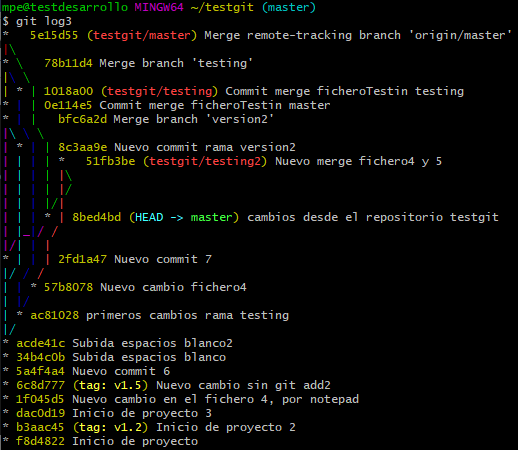 mpe@testdesarrollo MINGW64 ~/testgit (master)
$ git log3
*   5e15d55 (testgit/master) Merge remote-tracking branch 'origin/master'
|\
* \   78b11d4 Merge branch 'testing'
|\ \
| * | 1018a00 (testgit/testing) Commit merge ficheroTestin testing
* | | 0e114e5 Commit merge ficheroTestin master
* | |   bfc6a2d Merge branch 'version2'
|\ \ \
| * | | 8c3aa9e Nuevo commit rama version2
| | | | *   51fb3be (testgit/testing2) Nuevo merge fichero4 y 5
| | | | |\
| | | | |/
| | | |/|
| | | * | 8bed4bd (HEAD -> master) cambios desde el repositorio testgit
| |_|/ /
|/| | |
* | | | 2fd1a47 Nuevo commit 7
|/ / /
| | * 57b8078 Nuevo cambio fichero4
| |/
| * ac81028 primeros cambios rama testing
|/
* acde41c Subida espacios blanco2
* 34b4c0b Subida espacios blanco
* 5a4f4a4 Nuevo commit 6
* 6c8d777 (tag: v1.5) Nuevo cambio sin git add2
* 1f045d5 Nuevo cambio en el fichero 4, por notepad
* dac0d19 Inicio de proyecto 3
* b3aac45 (tag: v1.2) Inicio de proyecto 2
* f8d4822 Inicio de proyecto